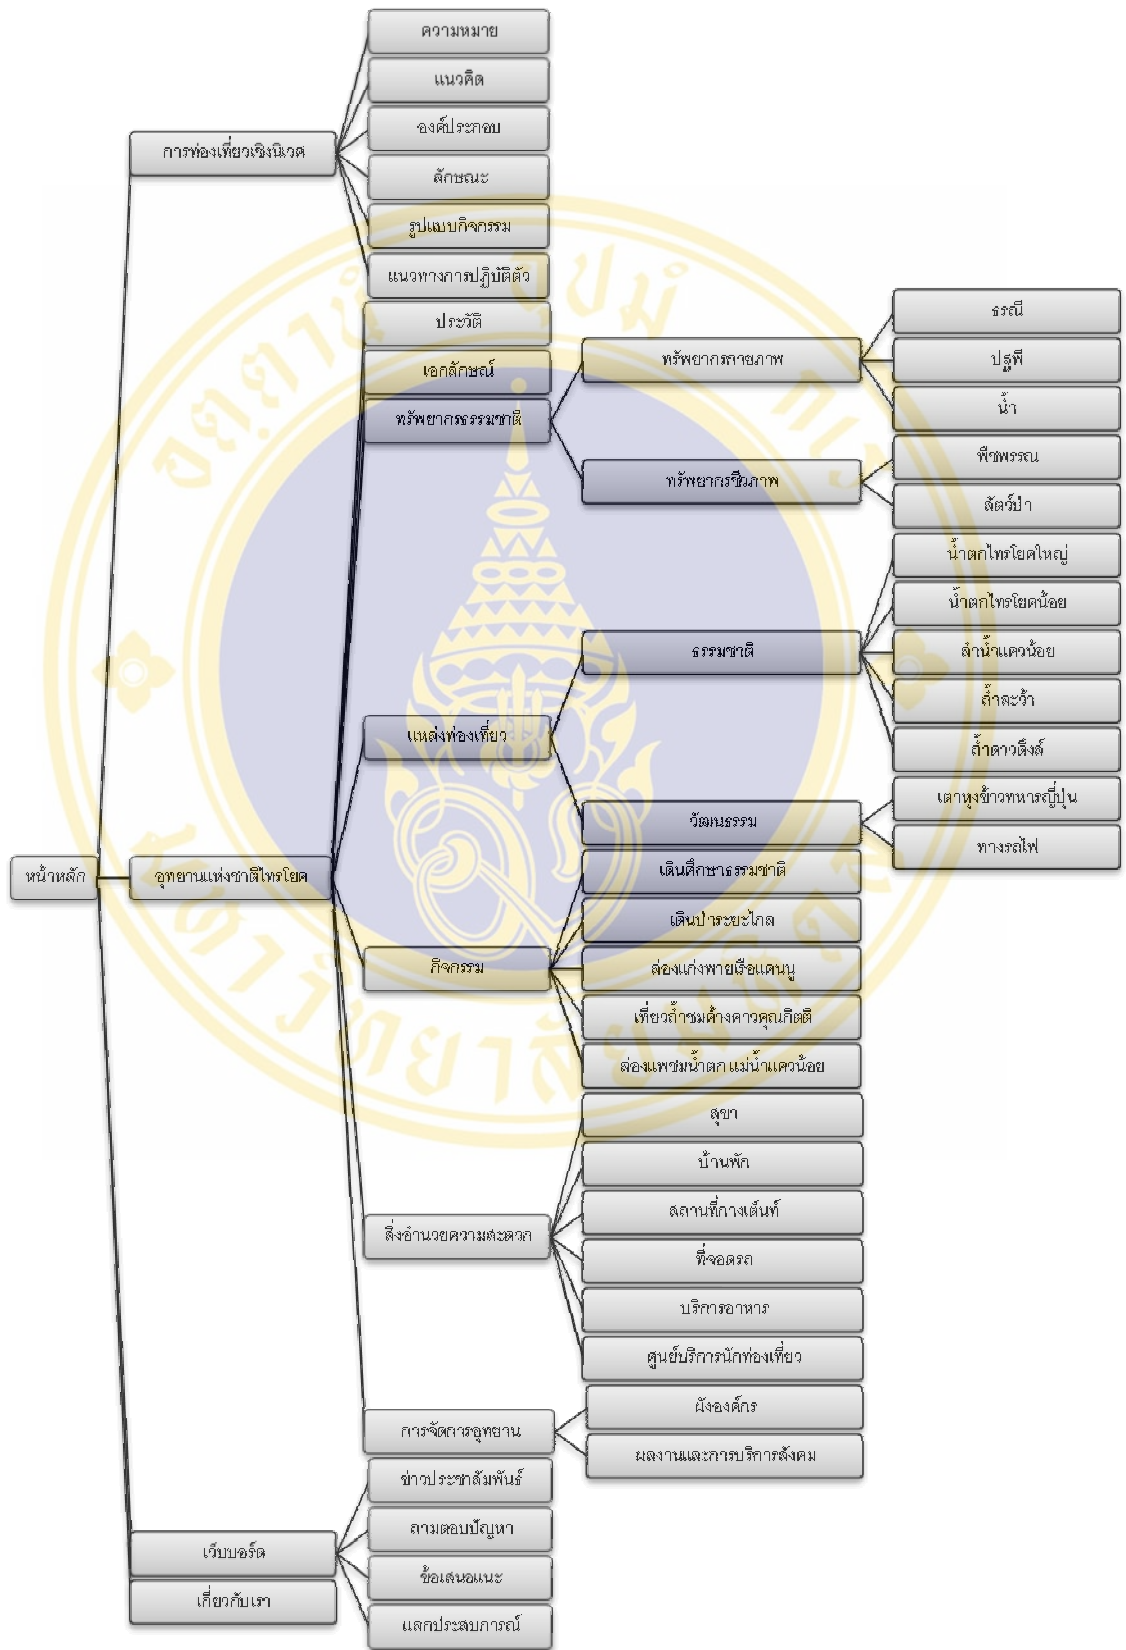 หน้าหลัก
การท่องเที่ยวเชิงนิเวศ
ความหมาย
แนวคิด
องค์ประกอบ
ลักษณะ
รูปแบบกิจกรรม
แนวทางการปฏิบัติตัว
อุทยานแห่งชาติไทรโยค
ประวัติ
เอกลักษณ์
ทรัพยากรธรรมชาติ
ทรัพยากรกายภาพ
ธรณี
ปฐพี
น้ำ
ทรัพยากรชีวภาพ
พืชพรรณ
สัตว์ป่า
แหล่งท่องเที่ยว
ธรรมชาติ
น้ำตกไทรโยคใหญ่
น้ำตกไทรโยคน้อย
ลำน้ำแควน้อย
ถ้ำละว้า
ถ้ำดาวดึงส์
วัฒนธรรม
เตาหุงข้าวทหารญี่ปุ่น
ทางรถไฟ
กิจกรรม
เดินศึกษาธรรมชาติ
เดินป่าระยะไกล
ล่องแก่งพายเรือแคนนู
เที่ยวถ้ำชมค้างคาวคุณกิตติ
ล่องแพชมน้ำตก แม่น้ำแควน้อย
สิ่งอำนวยความสะดวก
สุขา
บ้านพัก
สถานที่กางเต็นท์
ที่จอดรถ
บริการอาหาร
ศูนย์บริการนักท่องเที่ยว
การจัดการอุทยาน
ผังองค์กร
ผลงานและการบริการสังคม
เว็บบอร์ด
ข่าวประชาสัมพันธ์
ถามตอบปัญหา
ข้อเสนอแนะ
แลกประสบการณ์
เกี่ยวกับเรา
อตฺตานํ อุปมํ กเร
มหาวิทยาลัยมหิดล